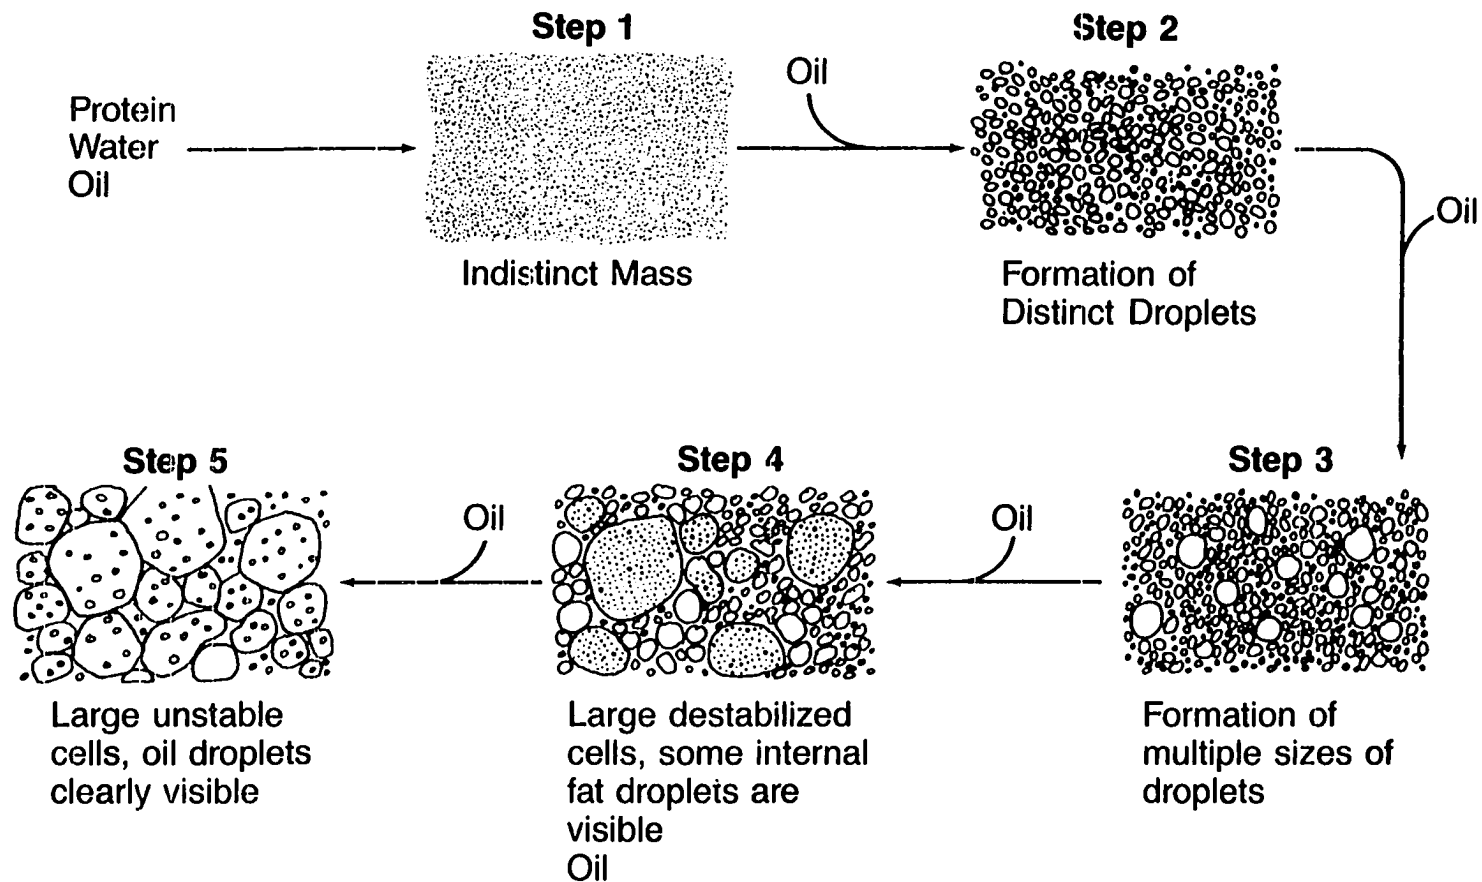 Step 1
Protein
Water
Oil
Indistinct Mass
Oil
Step 2
Formation of
Distinct Droplets
Oil
Step 3
Formation of
multiple sizes of
droplets
Oil
Step 4
Large destabilized
cells, some internal
fat droplets are
visible
Oil
Oil
Step 5
Large unstable
cells, oil droplets
clearly visible